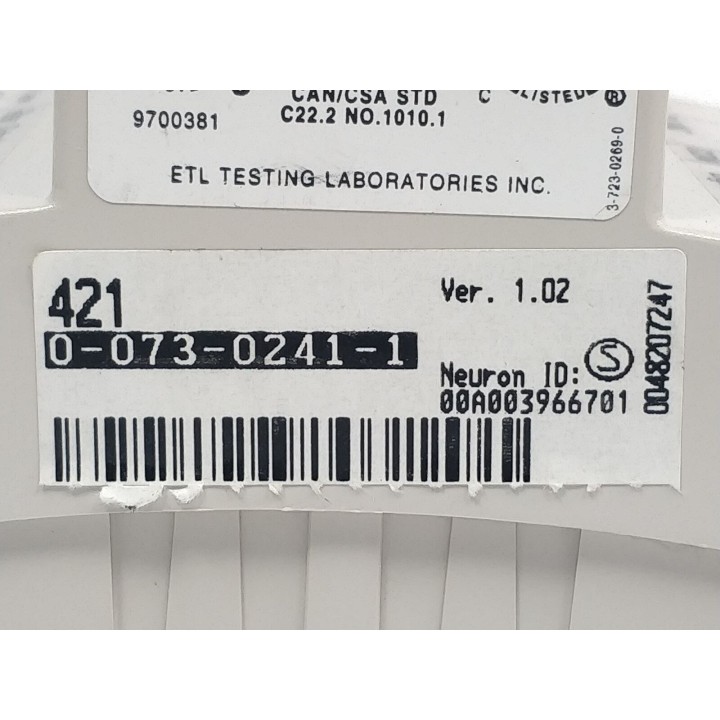 CAN/CSA STD
C
9700381
C22.2 NO.1010.1
ETL TESTING LABORATORIES INC.
3-723-0269-0
421
0-073-0241-1
Ver. 1.02
Neuron ID: S
00A003966701
0048207247